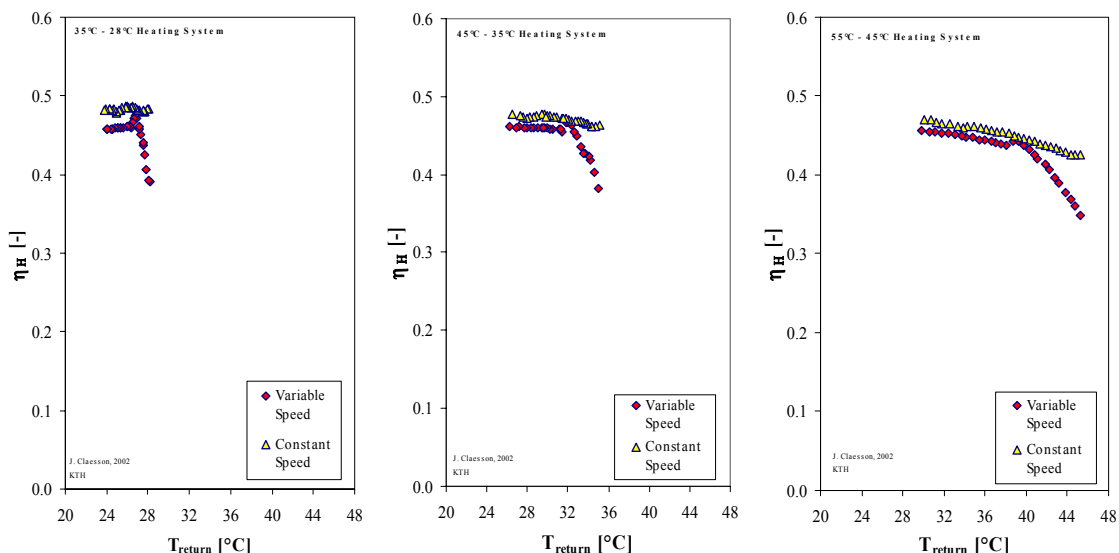 0.6
35°C - 28°C Heating System
0.5
0.4
η_H [-]
0.3
0.2
Variable
Speed
0.1
Constant
Speed
J. Claesson, 2002
KTH
0.0
20 24 28 32 36 40 44 48
T_return [°C]
0.6
45°C - 35°C Heating System
0.5
0.4
η_H [-]
0.3
0.2
Variable
Speed
0.1
Constant
Speed
J. Claesson, 2002
KTH
0.0
20 24 28 32 36 40 44 48
T_return [°C]
0.6
55°C - 45°C Heating System
0.5
0.4
η_H [-]
0.3
0.2
Variable
Speed
0.1
Constant
Speed
J. Claesson, 2002
KTH
0.0
20 24 28 32 36 40 44 48
T_return [°C]